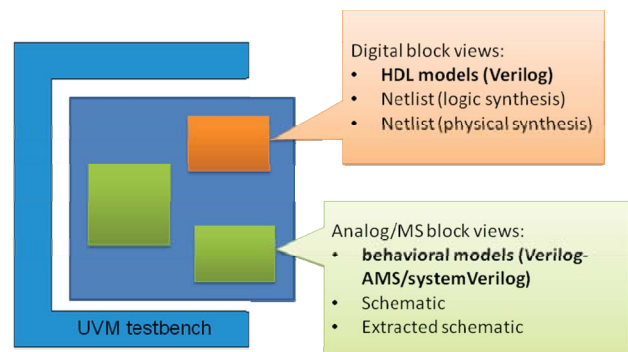 Digital block views:
• HDL models (Verilog)
• Netlist (logic synthesis)
• Netlist (physical synthesis)
Analog/MS block views:
• behavioral models (Verilog-
AMS/systemVerilog)
• Schematic
• Extracted schematic
UVM testbench